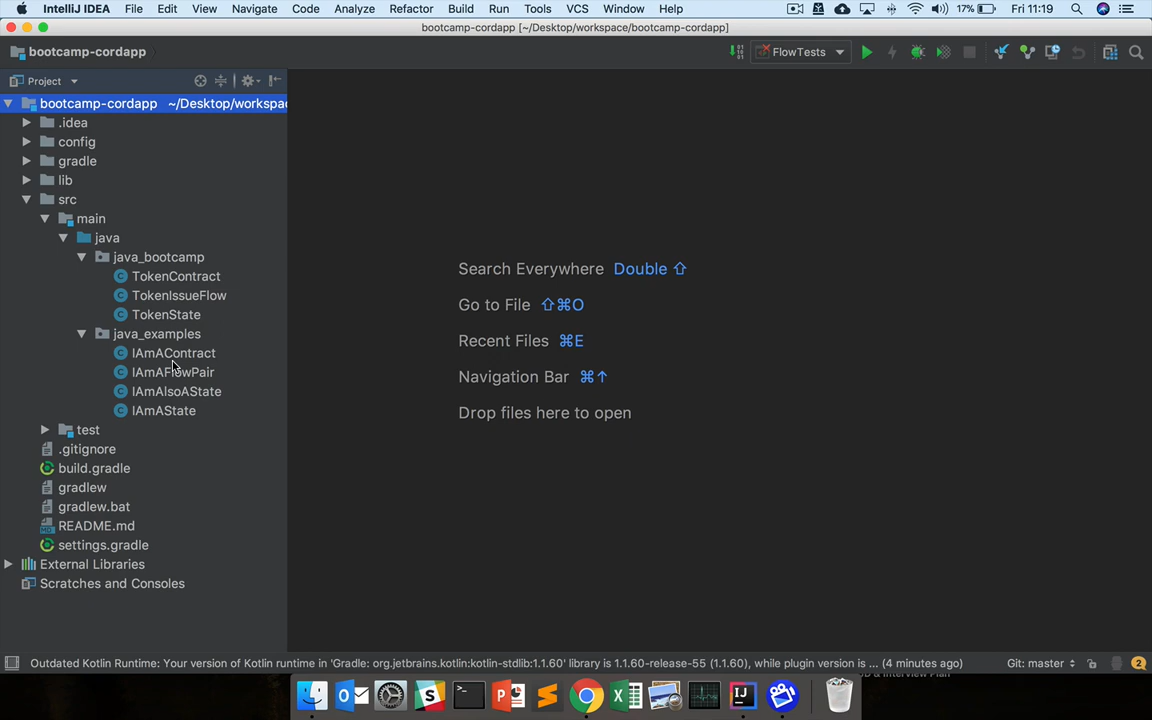 IntelliJ IDEA File Edit View Navigate Code Analyze Refactor Build Run Tools VCS Window Help 17% Fri 11:19
bootcamp-cordapp [~/Desktop/workspace/bootcamp-cordapp]
bootcamp-cordapp FlowTests
Project
bootcamp-cordapp ~/Desktop/workspac
.idea
config
gradle
lib
src
main
java
java_bootcamp
TokenContract
TokenIssueFlow
TokenState
java_examples
IAmAContract
IAmAFlowPair
IAmAlsoAState
IAmAState
test
.gitignore
build.gradle
gradlew
gradlew.bat
README.md
settings.gradle
External Libraries
Scratches and Consoles
Search Everywhere Double ⇧
Go to File ⇧⌘O
Recent Files ⌘E
Navigation Bar ⌘↑
Drop files here to open
Outdated Kotlin Runtime: Your version of Kotlin runtime in 'Gradle: org.jetbrains.kotlin:kotlin-stdlib:1.1.60' library is 1.1.60-release-55 (1.1.60), while plugin version is ... (4 minutes ago) Git: master 2
& Interview Plan